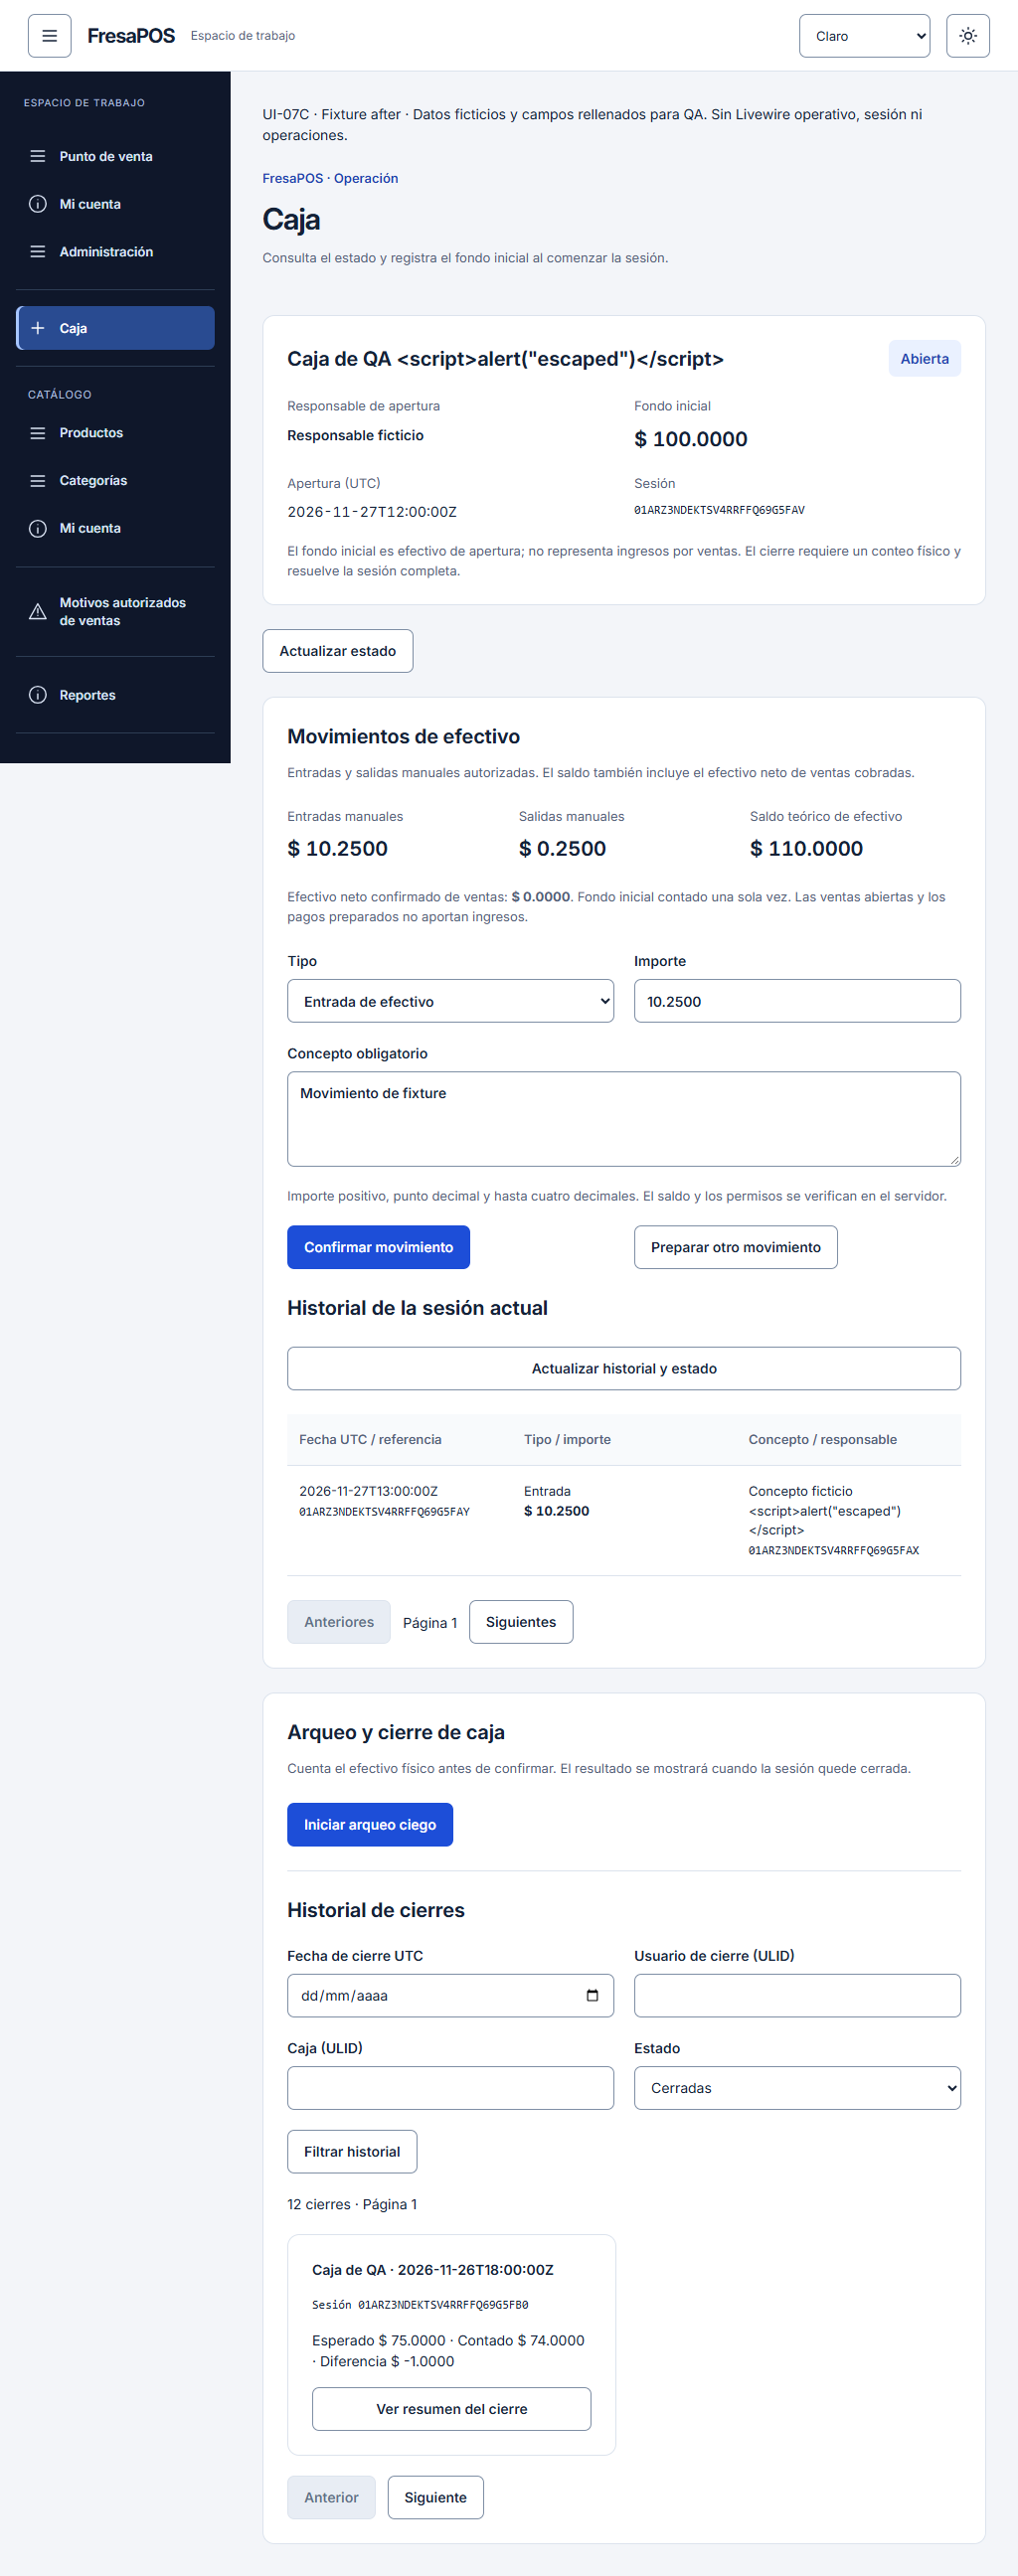 FresaPOS
Espacio de trabajo
Claro
ESPACIO DE TRABAJO
Punto de venta
Mi cuenta
Administración
Caja
CATÁLOGO
Productos
Categorías
Mi cuenta
Motivos autorizados
de ventas
Reportes
UI-07C · Fixture after · Datos ficticios y campos rellenados para QA. Sin Livewire operativo, sesión ni
operaciones.
FresaPOS · Operación
Caja
Consulta el estado y registra el fondo inicial al comenzar la sesión.
Caja de QA <script>alert("escaped")</script>
Abierta
Responsable de apertura
Fondo inicial
Responsable ficticio
$ 100.0000
Apertura (UTC)
Sesión
2026-11-27T12:00:00Z
01ARZ3NDEKTSV4RRFFQ69G5FAV
El fondo inicial es efectivo de apertura; no representa ingresos por ventas. El cierre requiere un conteo físico y
resuelve la sesión completa.
Actualizar estado
Movimientos de efectivo
Entradas y salidas manuales autorizadas. El saldo también incluye el efectivo neto de ventas cobradas.
Entradas manuales
Salidas manuales
Saldo teórico de efectivo
$ 10.2500
$ 0.2500
$ 110.0000
Efectivo neto confirmado de ventas: $ 0.0000. Fondo inicial contado una sola vez. Las ventas abiertas y los
pagos preparados no aportan ingresos.
Tipo
Importe
Entrada de efectivo
10.2500
Concepto obligatorio
Movimiento de fixture
Importe positivo, punto decimal y hasta cuatro decimales. El saldo y los permisos se verifican en el servidor.
Confirmar movimiento
Preparar otro movimiento
Historial de la sesión actual
Actualizar historial y estado
Fecha UTC / referencia
Tipo / importe
Concepto / responsable
2026-11-27T13:00:00Z
01ARZ3NDEKTSV4RRFFQ69G5FAY
Entrada
$ 10.2500
Concepto ficticio
<script>alert("escaped")
</script>
01ARZ3NDEKTSV4RRFFQ69G5FAX
Anteriores
Página 1
Siguientes
Arqueo y cierre de caja
Cuenta el efectivo físico antes de confirmar. El resultado se mostrará cuando la sesión quede cerrada.
Iniciar arqueo ciego
Historial de cierres
Fecha de cierre UTC
Usuario de cierre (ULID)
dd/mm/aaaa
Caja (ULID)
Estado
Cerradas
Filtrar historial
12 cierres · Página 1
Caja de QA · 2026-11-26T18:00:00Z
Sesión 01ARZ3NDEKTSV4RRFFQ69G5FB0
Esperado $ 75.0000 · Contado $ 74.0000
· Diferencia $ -1.0000
Ver resumen del cierre
Anterior
Siguiente